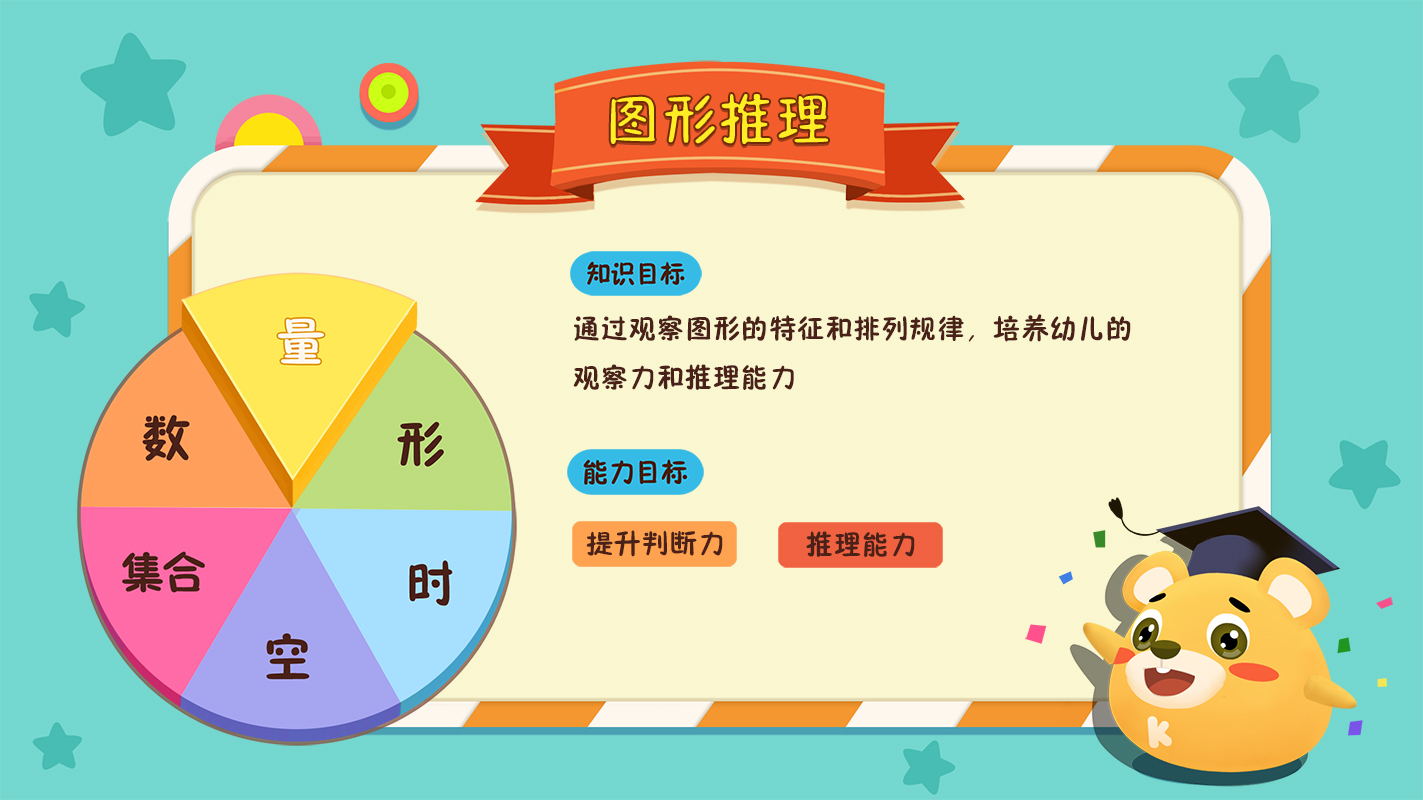 图形推理
量
数
形
集合
时
空
知识目标
通过观察图形的特征和排列规律，培养幼儿的
观察力和推理能力
能力目标
提升判断力
推理能力
K